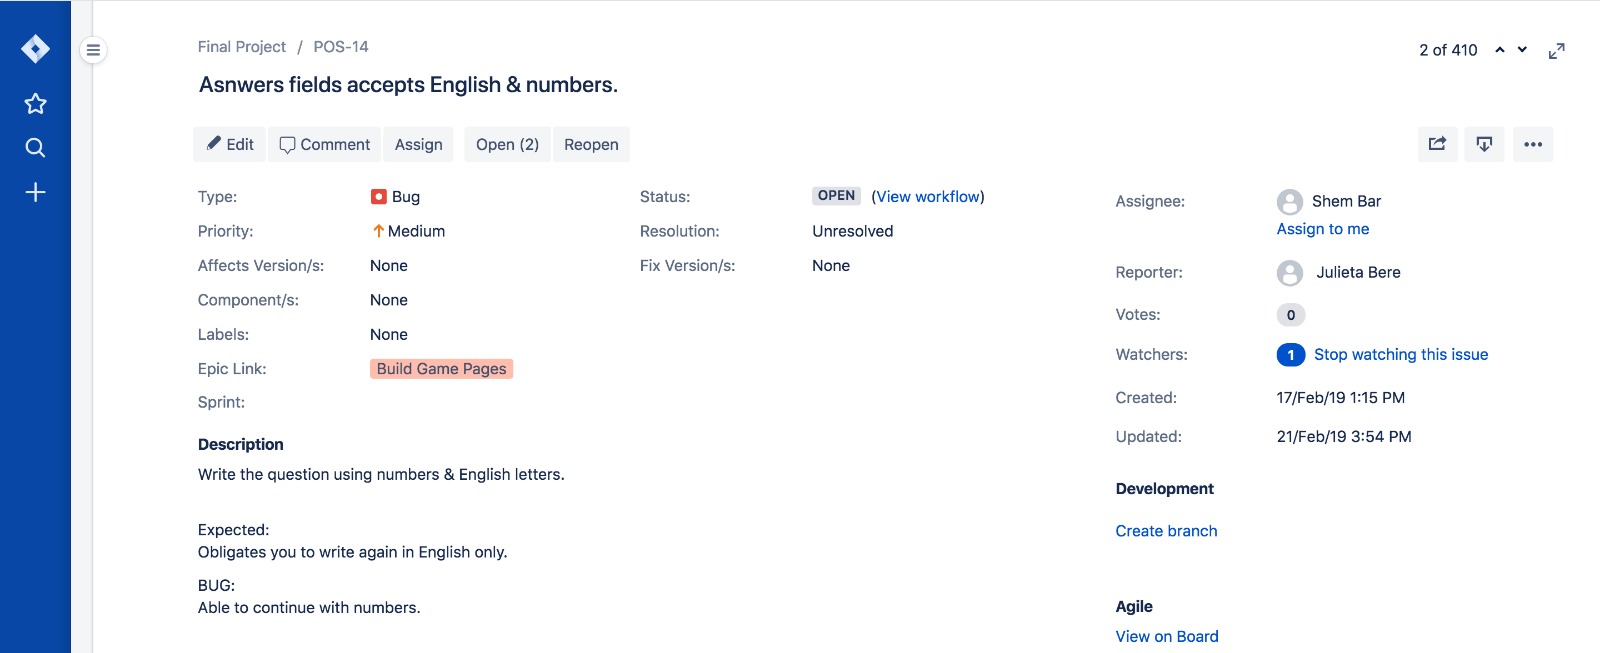 Final Project / POS-14
2 of 410
Asnwers fields accepts English & numbers.
Edit Comment Assign Open (2) Reopen
Type: Bug
Priority: Medium
Affects Version/s: None
Component/s: None
Labels: None
Epic Link: Build Game Pages
Sprint:
Status: OPEN (View workflow)
Resolution: Unresolved
Fix Version/s: None
Description
Write the question using numbers & English letters.
Expected:
Obligates you to write again in English only.
BUG:
Able to continue with numbers.
Assignee: Shem Bar
Assign to me
Reporter: Julieta Bere
Votes: 0
Watchers: 1 Stop watching this issue
Created: 17/Feb/19 1:15 PM
Updated: 21/Feb/19 3:54 PM
Development
Create branch
Agile
View on Board